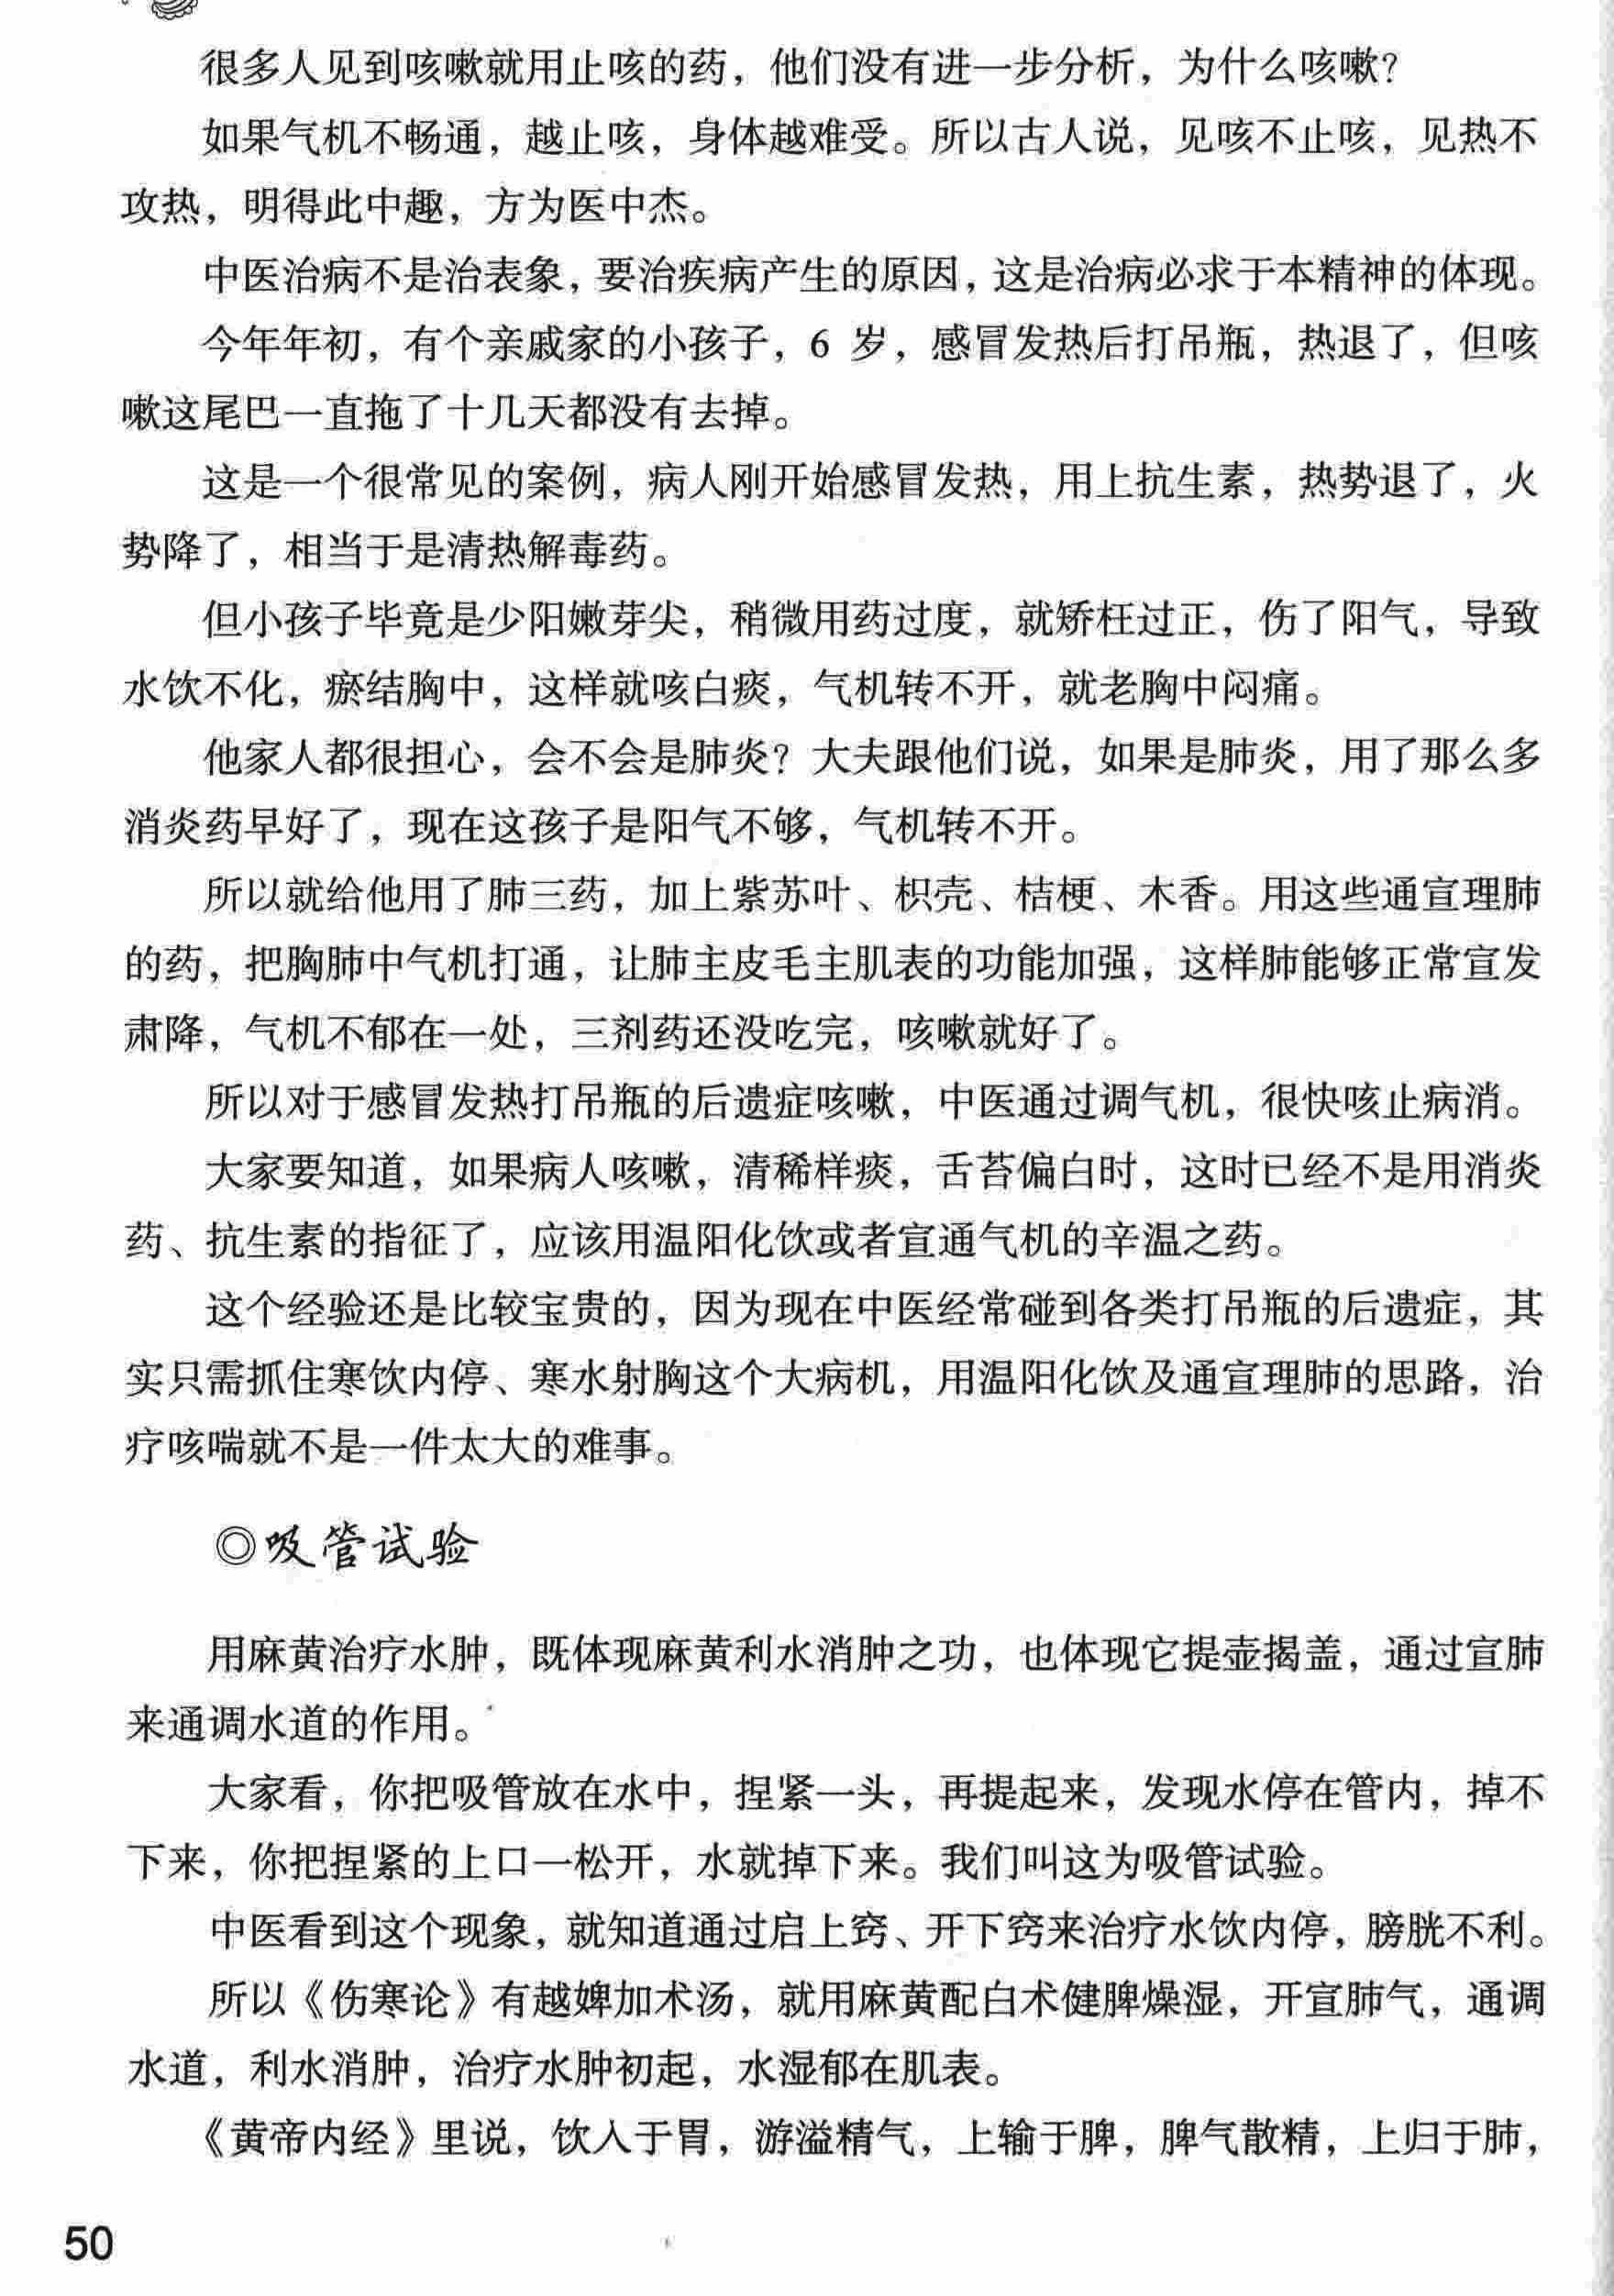 很多人见到咳嗽就用止咳的药，他们没有进一步分析，为什么咳嗽？
如果气机不畅通，越止咳，身体越难受。所以古人说，见咳不止咳，见热不
攻热，明得此中趣，方为医中杰。
中医治病不是治表象，要治疾病产生的原因，这是治病必求于本精神的体现。
今年年初，有个亲戚家的小孩子，6 岁，感冒发热后打吊瓶，热退了，但咳
嗽这尾巴一直拖了十几天都没有去掉。
这是一个很常见的案例，病人刚开始感冒发热，用上抗生素，热势退了，火
势降了，相当于是清热解毒药。
但小孩子毕竟是少阳嫩芽尖，稍微用药过度，就矫枉过正，伤了阳气，导致
水饮不化，瘀结胸中，这样就咳白痰，气机转不开，就老胸中闷痛。
他家人都很担心，会不会是肺炎？大夫跟他们说，如果是肺炎，用了那么多
消炎药早好了，现在这孩子是阳气不够，气机转不开。
所以就给他用了肺三药，加上紫苏叶、枳壳、桔梗、木香。用这些通宣理肺
的药，把胸肺中气机打通，让肺主皮毛主肌表的功能加强，这样肺能够正常宣发
肃降，气机不郁在一处，三剂药还没吃完，咳嗽就好了。
所以对于感冒发热打吊瓶的后遗症咳嗽，中医通过调气机，很快咳止病消。
大家要知道，如果病人咳嗽，清稀样痰，舌苔偏白时，这时已经不是用消炎
药、抗生素的指征了，应该用温阳化饮或者宣通气机的辛温之药。
这个经验还是比较宝贵的，因为现在中医经常碰到各类打吊瓶的后遗症，其
实只需抓住寒饮内停、寒水射胸这个大病机，用温阳化饮及通宣理肺的思路，治
疗咳喘就不是一件太大的难事。
◎吸管试验
用麻黄治疗水肿，既体现麻黄利水消肿之功，也体现它提壶揭盖，通过宣肺
来通调水道的作用。
大家看，你把吸管放在水中，捏紧一头，再提起来，发现水停在管内，掉不
下来，你把捏紧的上口一松开，水就掉下来。我们叫这为吸管试验。
中医看到这个现象，就知道通过启上窍、开下窍来治疗水饮内停，膀胱不利。
所以《伤寒论》有越婢加术汤，就用麻黄配白术健脾燥湿，开宣肺气，通调
水道，利水消肿，治疗水肿初起，水湿郁在肌表。
《黄帝内经》里说，饮入于胃，游溢精气，上输于脾，脾气散精，上归于肺，
50